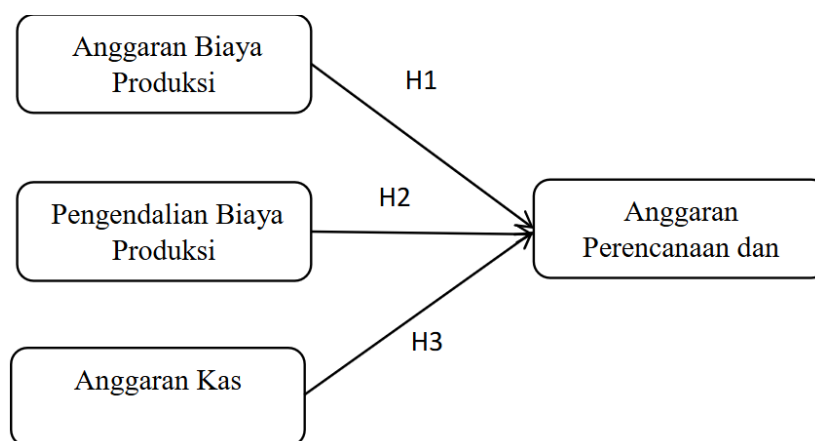 Anggaran Biaya
Produksi
H1
Pengendalian Biaya
Produksi
H2
Anggaran
Perencanaan dan
H3
Anggaran Kas